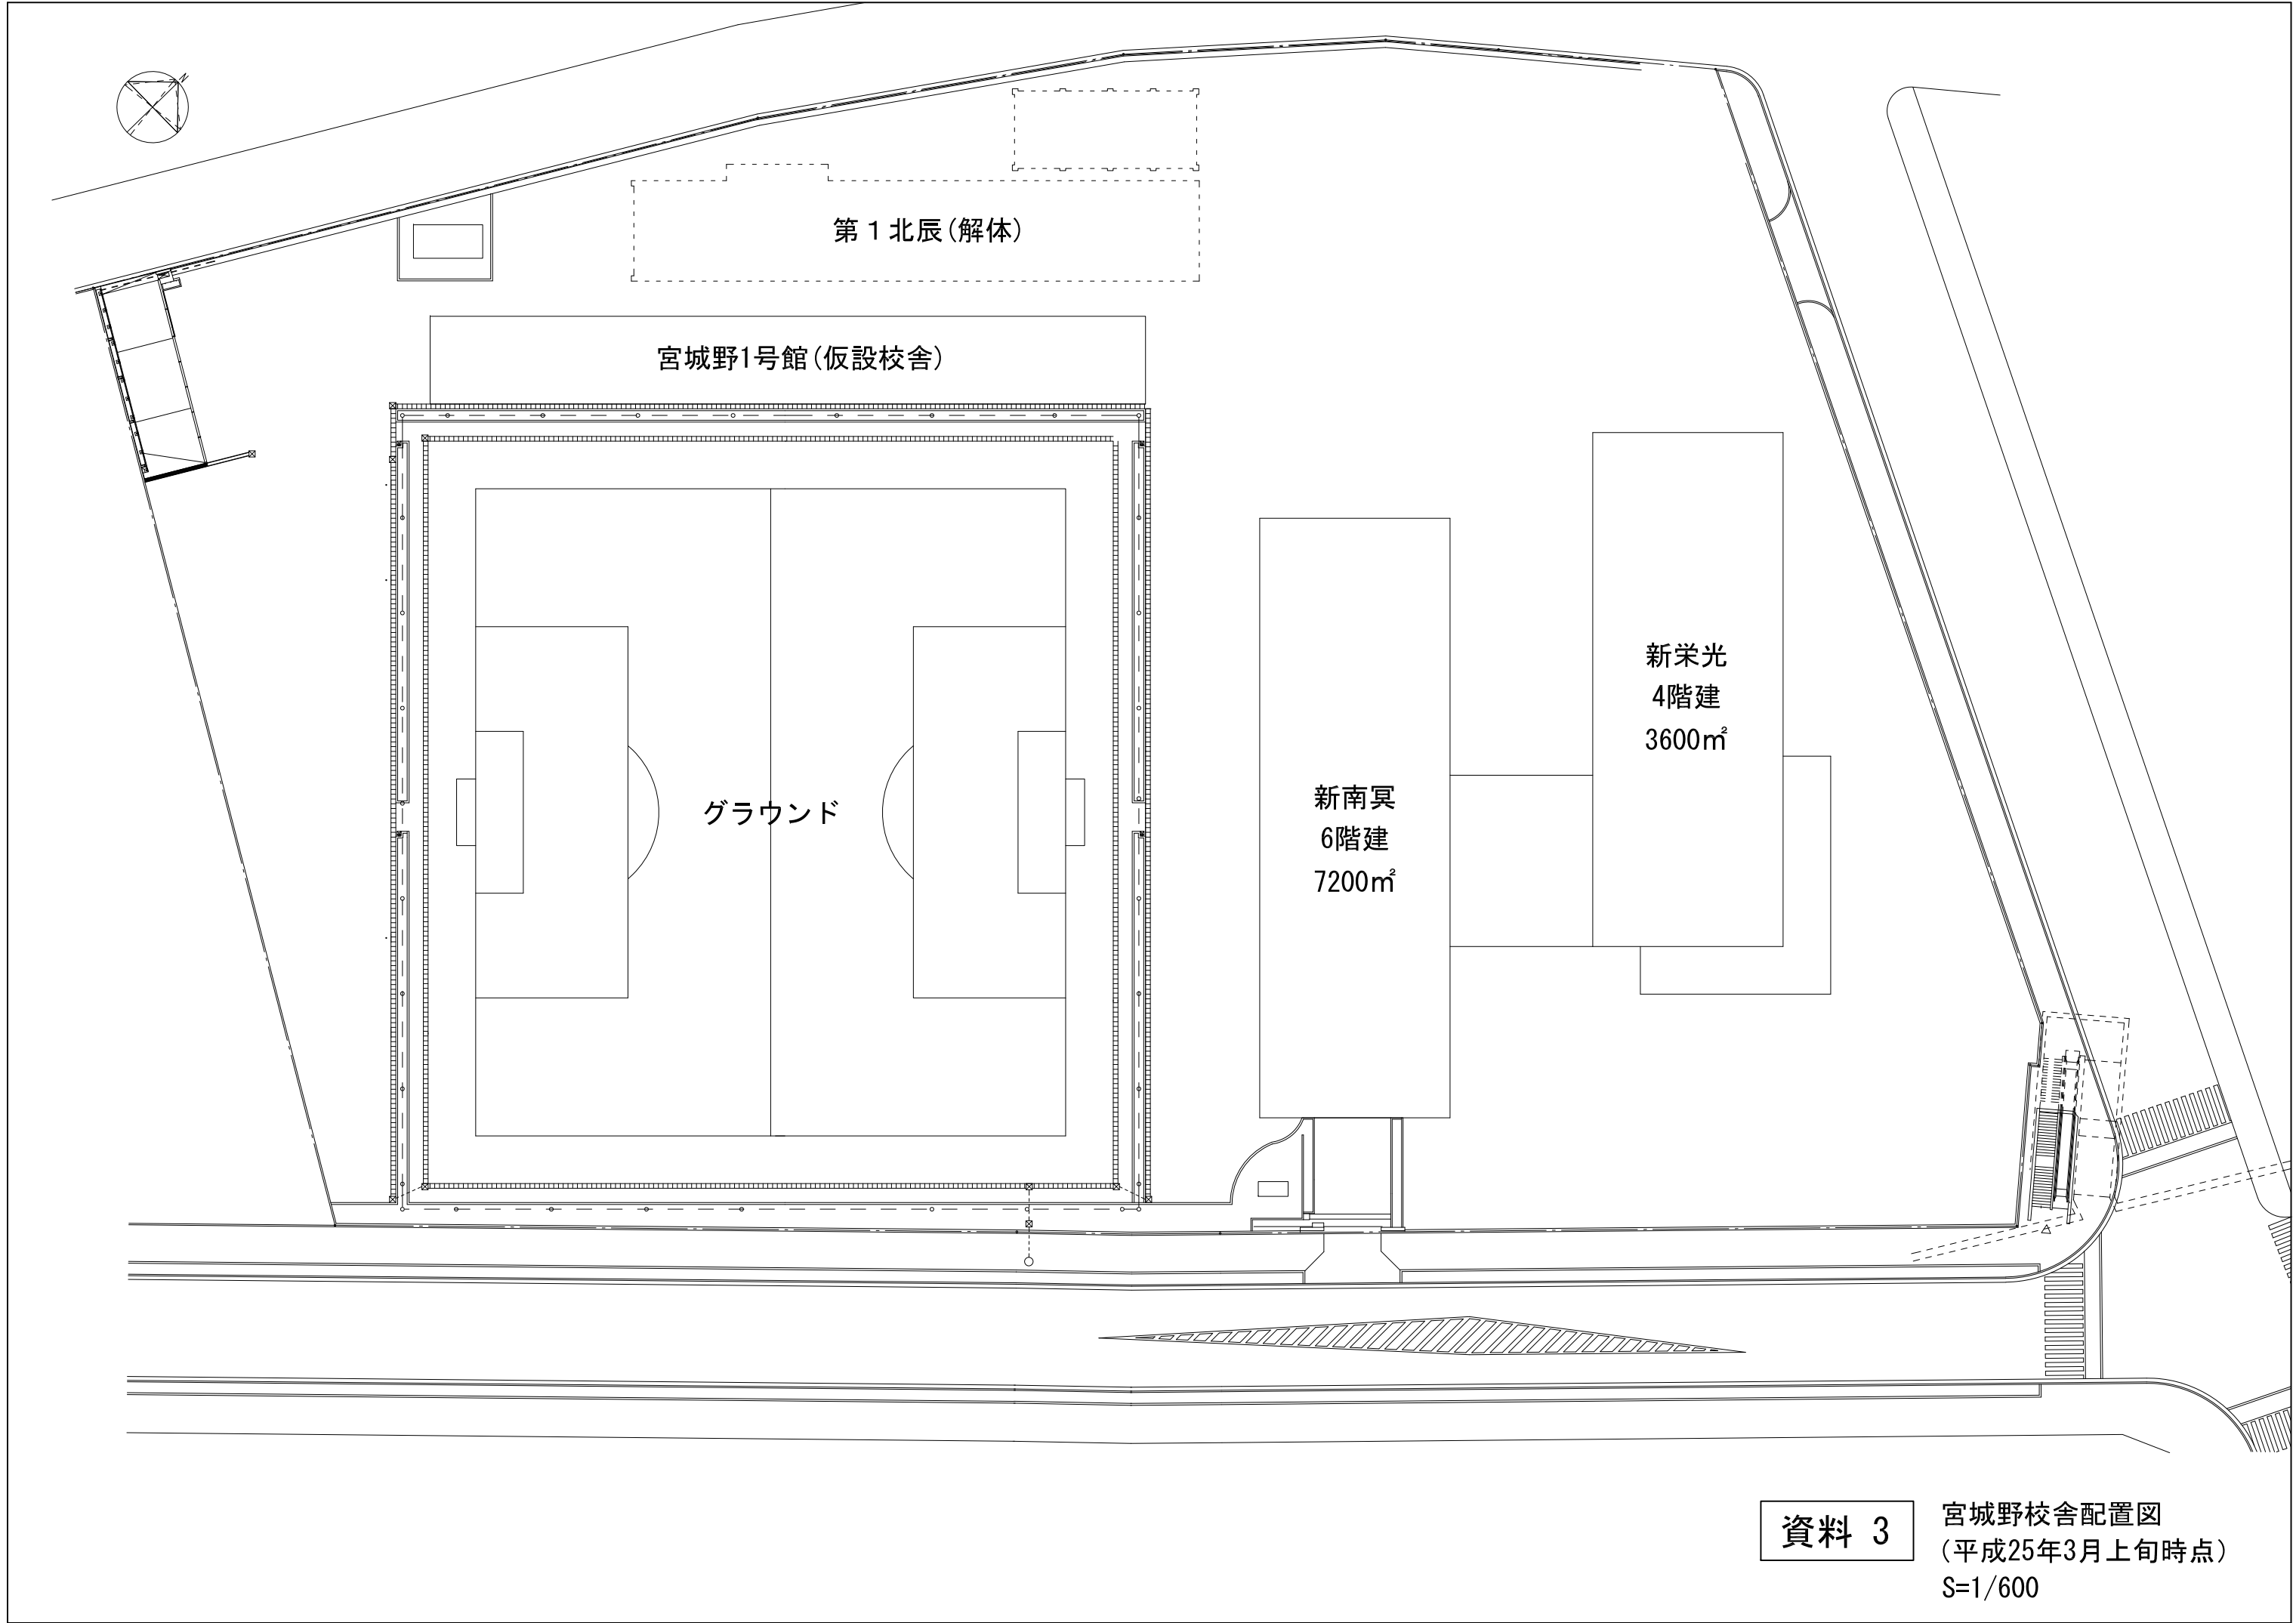 N
第１北辰(解体)
宮城野1号館(仮設校舎)
グラウンド
新南冥
6階建
7200㎡
新栄光
4階建
3600㎡
資料 3
宮城野校舎配置図
(平成25年3月上旬時点)
S=1/600